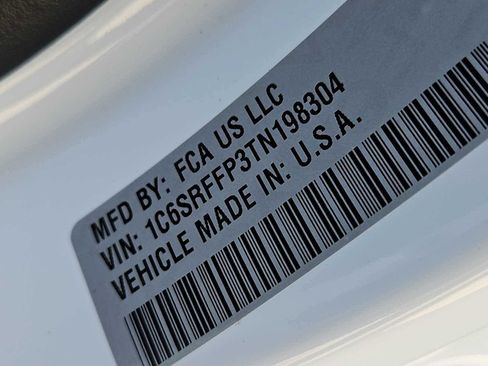 MFD BY: FCA US LLC
VIN: 1C6SRFFP3TN198304
VEHICLE MADE IN: U.S.A.